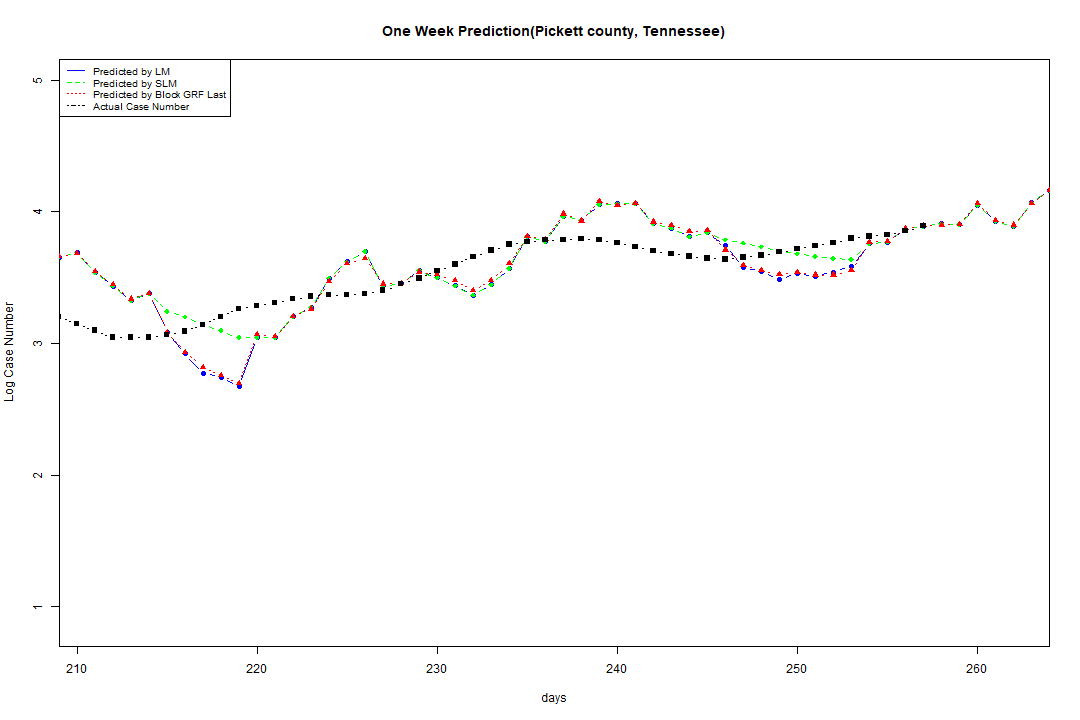 One Week Prediction(Pickett county, Tennessee)
Predicted by LM
Predicted by SLM
Predicted by Block GRF Last
Actual Case Number
5
4
3
2
1
Log Case Number
210 220 230 240 250 260
days